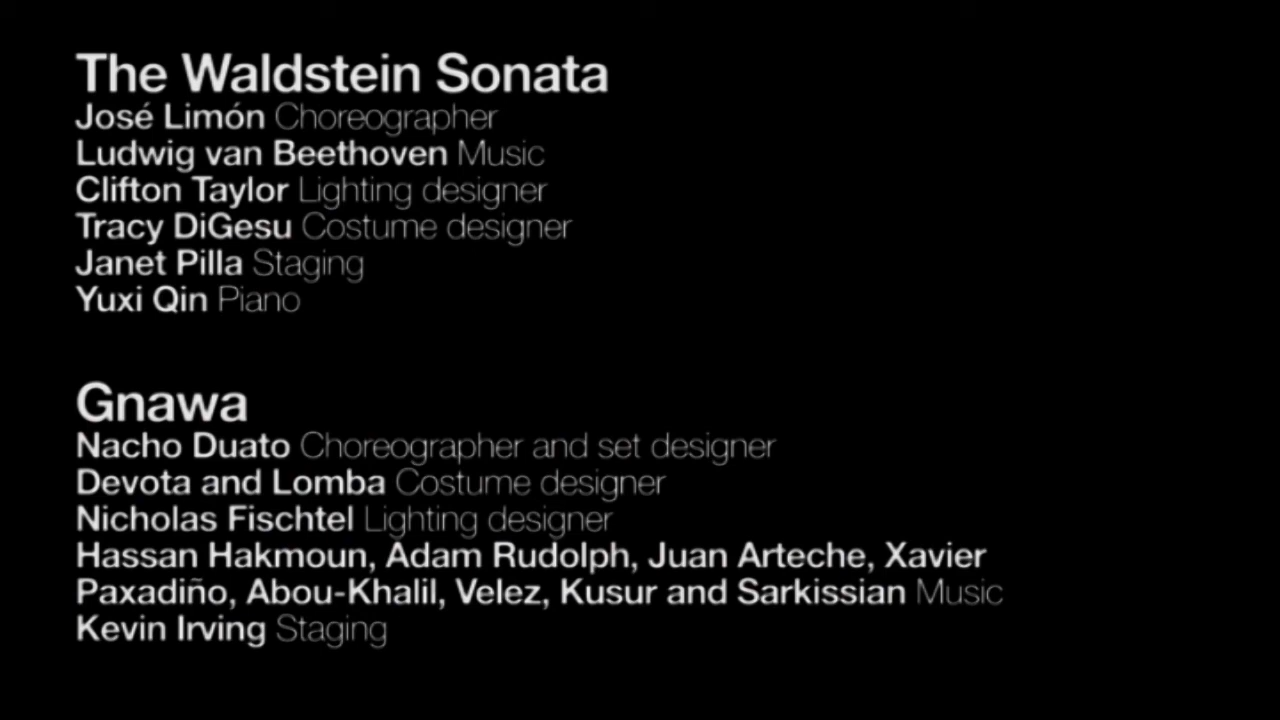 The Waldstein Sonata
José Limón Choreographer
Ludwig van Beethoven Music
Clifton Taylor Lighting designer
Tracy DiGesu Costume designer
Janet Pilla Staging
Yuxi Qin Piano
Gnawa
Nacho Duato Choreographer and set designer
Devota and Lomba Costume designer
Nicholas Fischtel Lighting designer
Hassan Hakmoun, Adam Rudolph, Juan Arteche, Xavier
Paxadiño, Abou-Khalil, Velez, Kusur and Sarkissian Music
Kevin Irving Staging